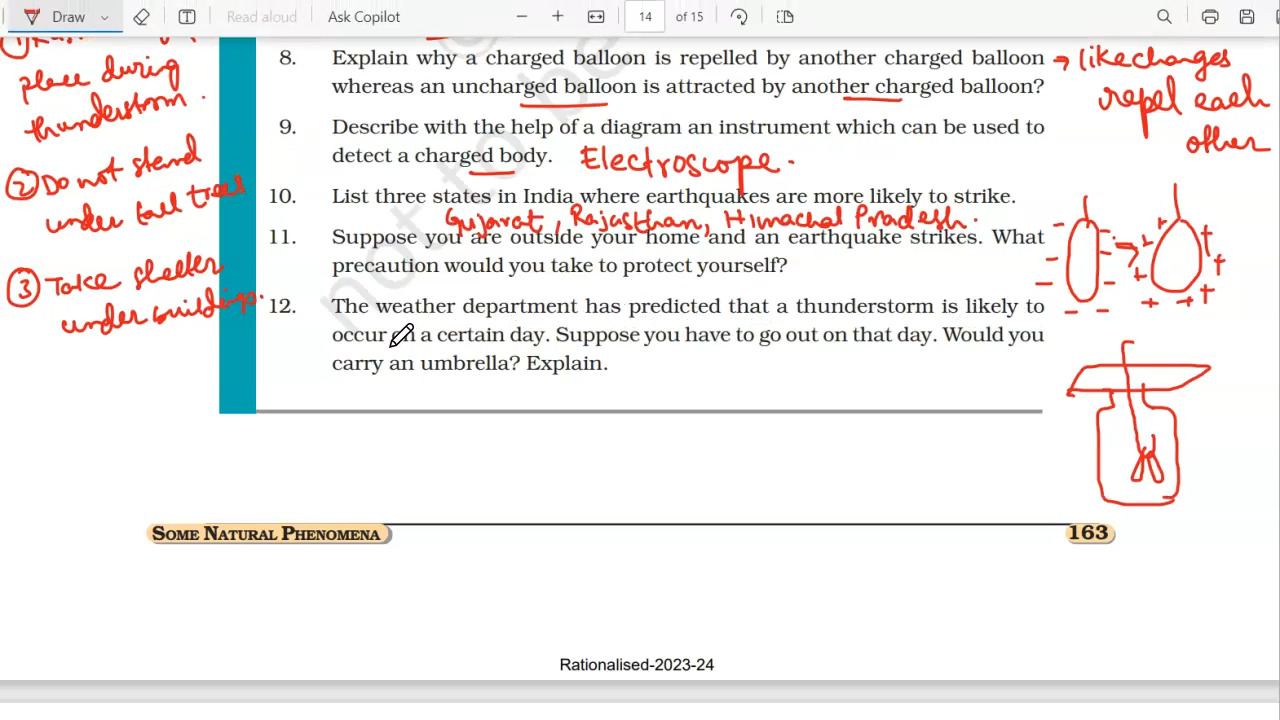 Draw
Read aloud
Ask Copilot
14 of 15
place during
thunderstorm.
② Do not stand
under tall trees
③ Take shelter
under buildings.
8. Explain why a charged balloon is repelled by another charged balloon
whereas an uncharged balloon is attracted by another charged balloon?
→ like charges
repel each
other
9. Describe with the help of a diagram an instrument which can be used to
detect a charged body. Electroscope.
10. List three states in India where earthquakes are more likely to strike.
Gujarat, Rajasthan, Himachal Pradesh.
11. Suppose you are outside your home and an earthquake strikes. What
precaution would you take to protect yourself?
12. The weather department has predicted that a thunderstorm is likely to
occur on a certain day. Suppose you have to go out on that day. Would you
carry an umbrella? Explain.
not to be
SOME NATURAL PHENOMENA
163
Rationalised-2023-24